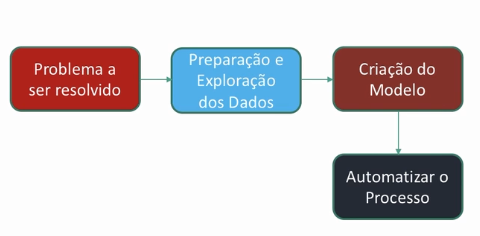 Problema a
ser resolvido
Preparação e
Exploração
dos Dados
Criação do
Modelo
Automatizar o
Processo